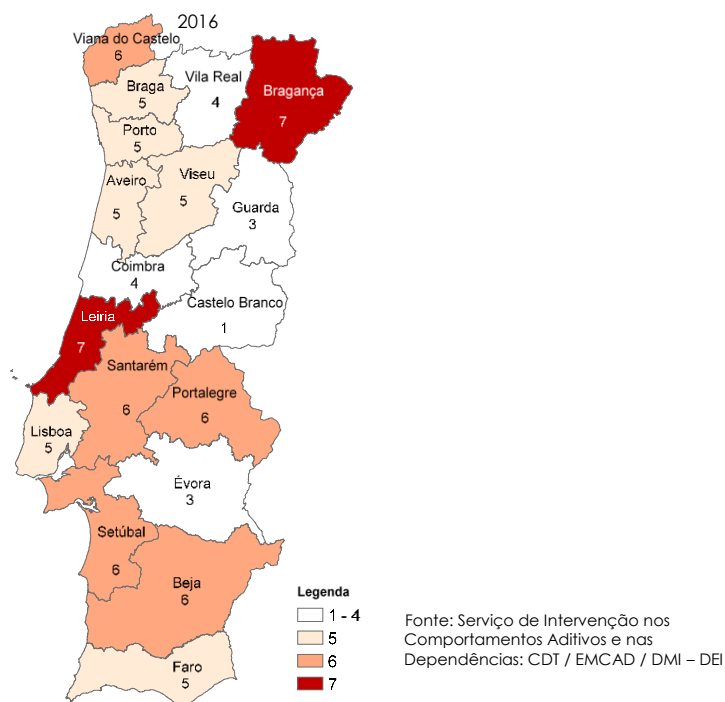 2016
Viana do Castelo
6
Braga
5
Vila Real
4
Bragança
7
Porto
5
Aveiro
5
Viseu
5
Guarda
3
Coimbra
4
Castelo Branco
1
Leiria
7
Santarém
6
Portalegre
6
Lisboa
5
Évora
3
Setúbal
6
Beja
6
Faro
5
Legenda
1 - 4
5
6
7
Fonte: Serviço de Intervenção nos
Comportamentos Aditivos e nas
Dependências: CDT / EMCAD / DMI – DEI